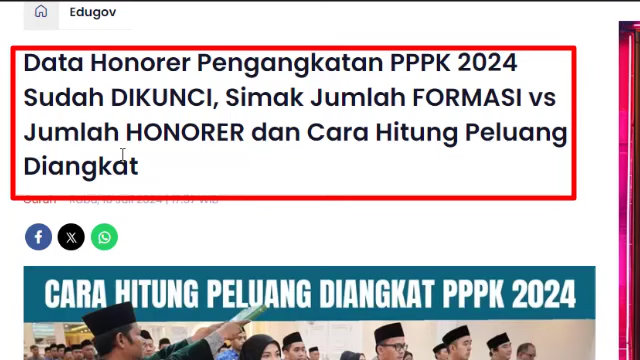 Edugov
Data Honorer Pengangkatan PPPK 2024
Sudah DIKUNCI, Simak Jumlah FORMASI vs
Jumlah HONORER dan Cara Hitung Peluang
Diangkat
CARA HITUNG PELUANG DIANGKAT PPPK 2024